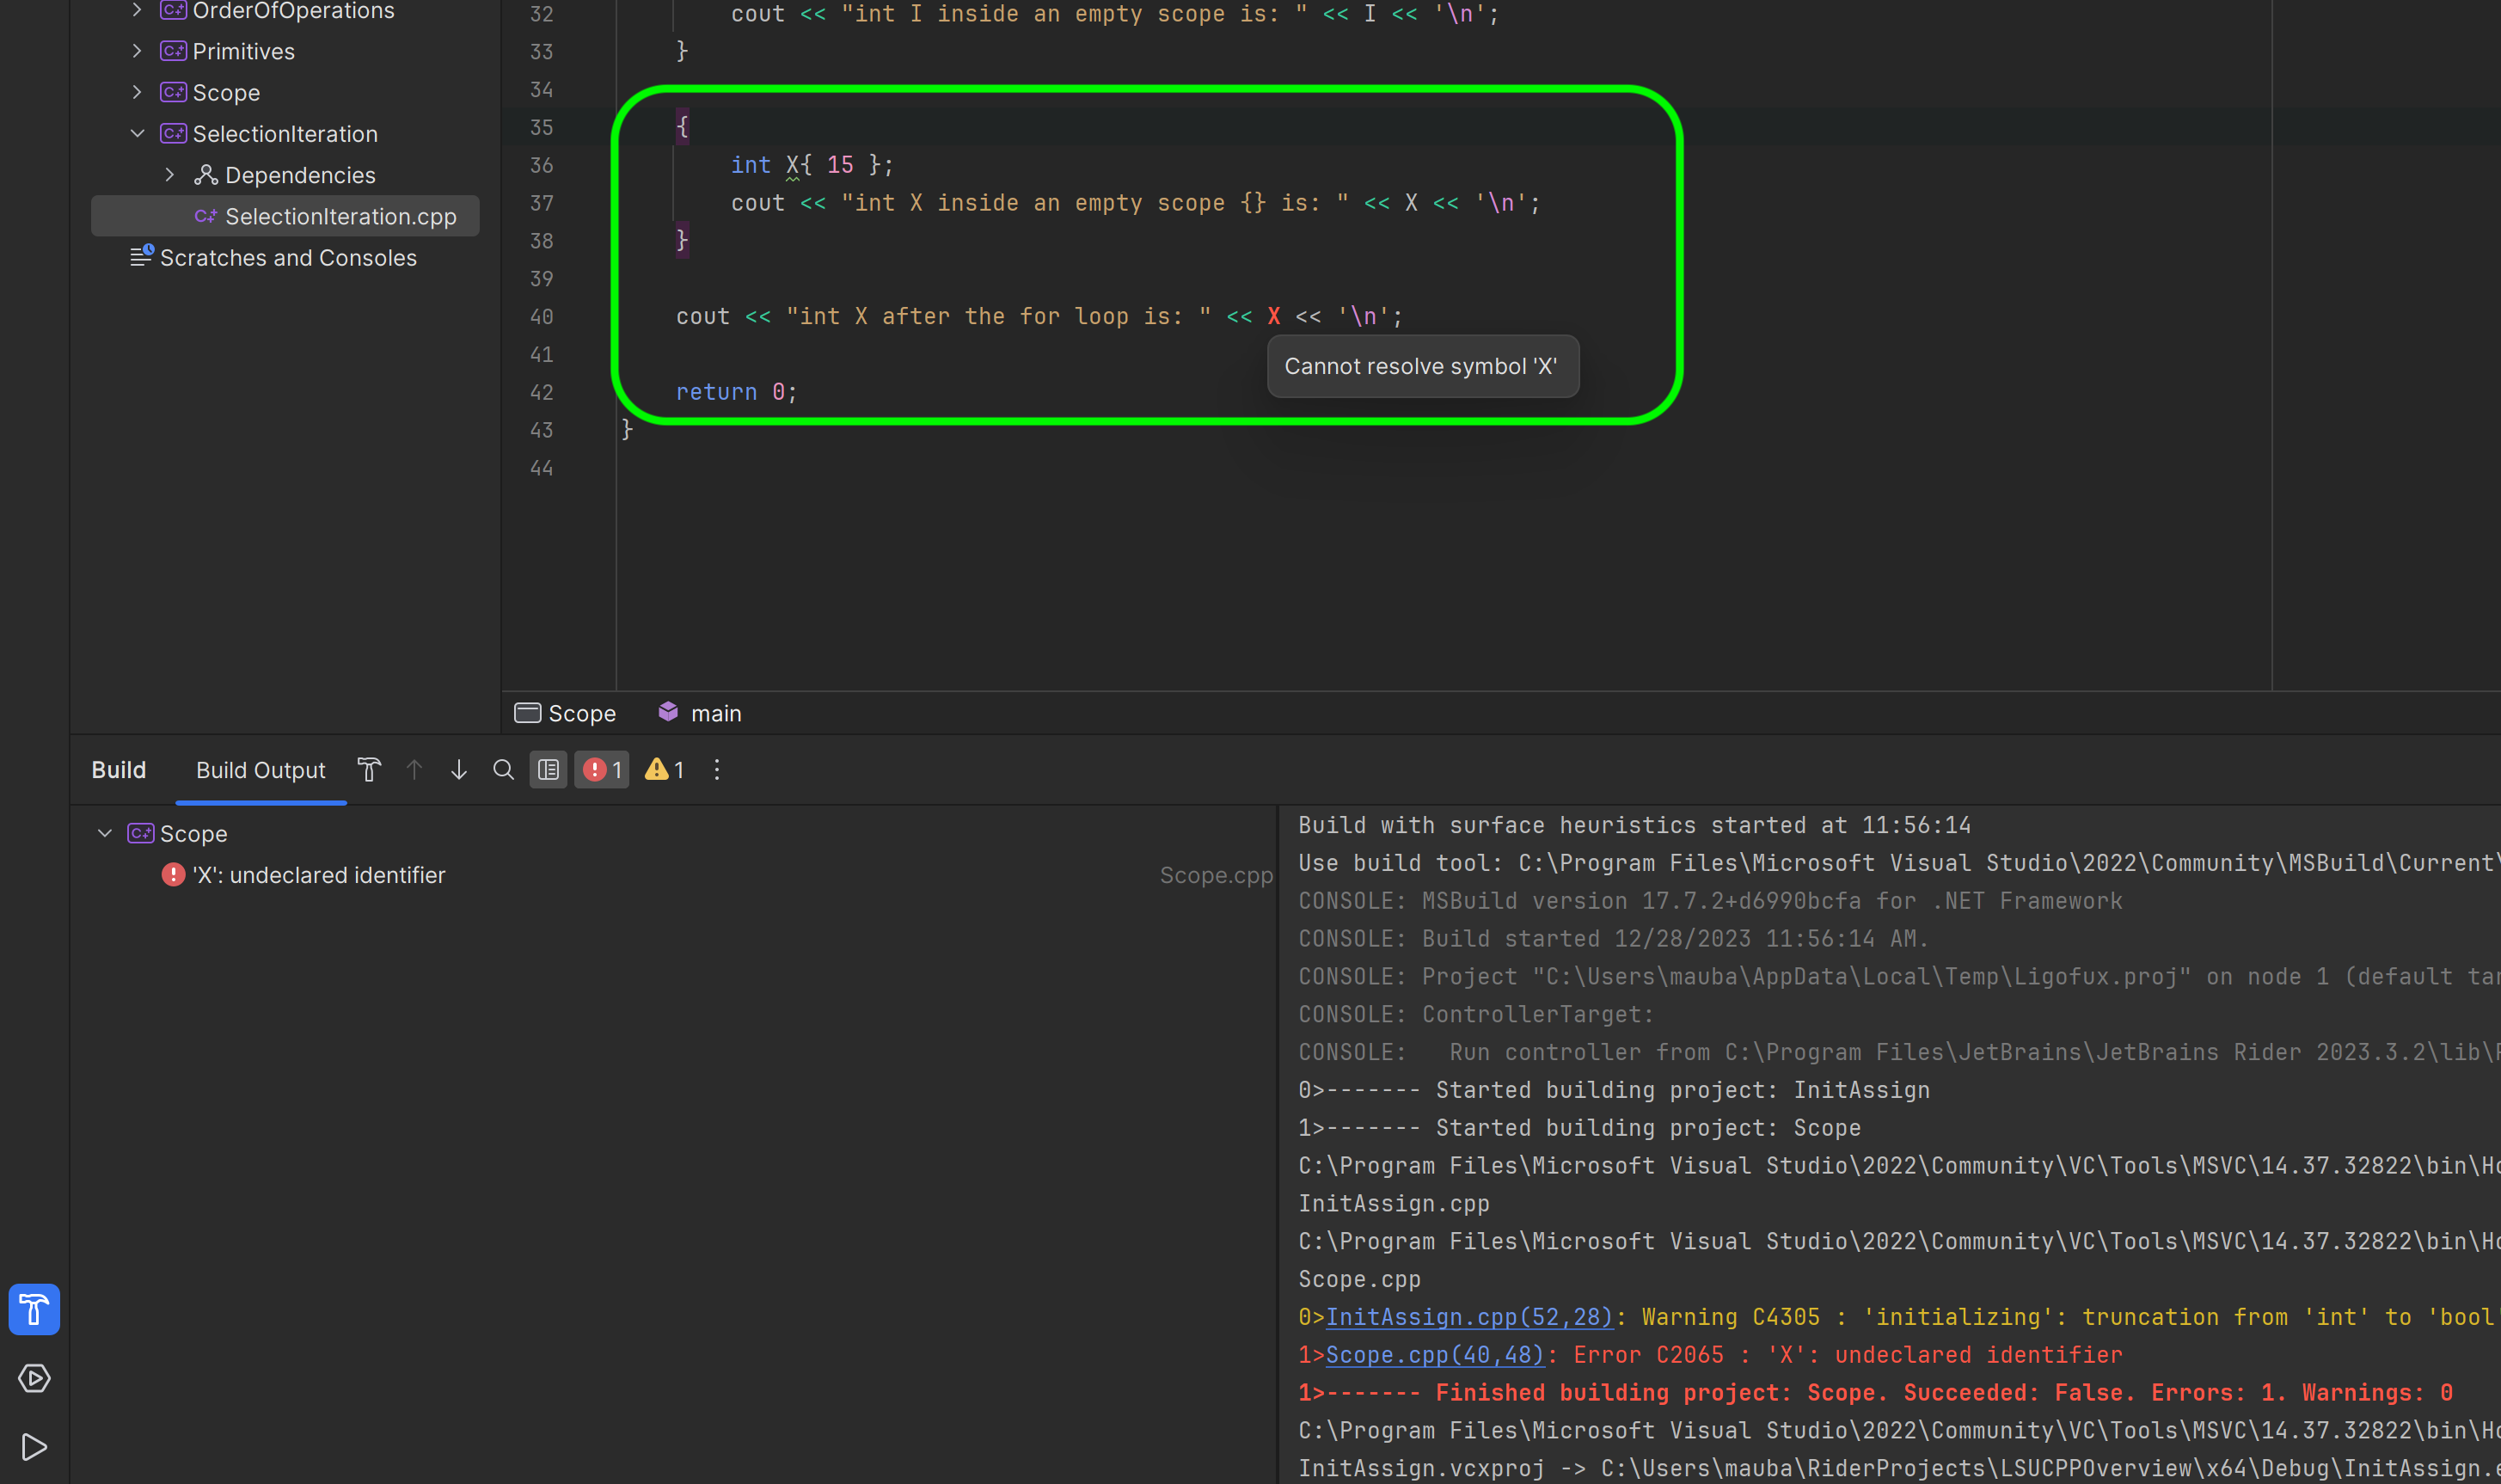 OrderOfOperations
Primitives
Scope
SelectionIteration
Dependencies
SelectionIteration.cpp
Scratches and Consoles
32 cout << "int I inside an empty scope is: " << I << '\n';
33 }
34
35 {
36 int X{ 15 };
37 cout << "int X inside an empty scope {} is: " << X << '\n';
38 }
39
40 cout << "int X after the for loop is: " << X << '\n';
41
Cannot resolve symbol 'X'
42 return 0;
43 }
44
Scope main
Build Build Output 1 1
Scope
'X': undeclared identifier Scope.cpp
Build with surface heuristics started at 11:56:14
Use build tool: C:\Program Files\Microsoft Visual Studio\2022\Community\MSBuild\Current\
CONSOLE: MSBuild version 17.7.2+d6990bcfa for .NET Framework
CONSOLE: Build started 12/28/2023 11:56:14 AM.
CONSOLE: Project "C:\Users\mauba\AppData\Local\Temp\Ligofux.proj" on node 1 (default
CONSOLE: ControllerTarget:
CONSOLE:   Run controller from C:\Program Files\JetBrains\JetBrains Rider 2023.3.2\lib\
0>------- Started building project: InitAssign
1>------- Started building project: Scope
C:\Program Files\Microsoft Visual Studio\2022\Community\VC\Tools\MSVC\14.37.32822\bin\
InitAssign.cpp
C:\Program Files\Microsoft Visual Studio\2022\Community\VC\Tools\MSVC\14.37.32822\bin\
Scope.cpp
0>InitAssign.cpp(52,28): Warning C4305 : 'initializing': truncation from 'int' to 'bool'
1>Scope.cpp(40,48): Error C2065 : 'X': undeclared identifier
1>------- Finished building project: Scope. Succeeded: False. Errors: 1. Warnings: 0
C:\Program Files\Microsoft Visual Studio\2022\Community\VC\Tools\MSVC\14.37.32822\bin\
InitAssign.vcxproj -> C:\Users\mauba\RiderProjects\LSUCPPOverview\x64\Debug\InitAssign.e